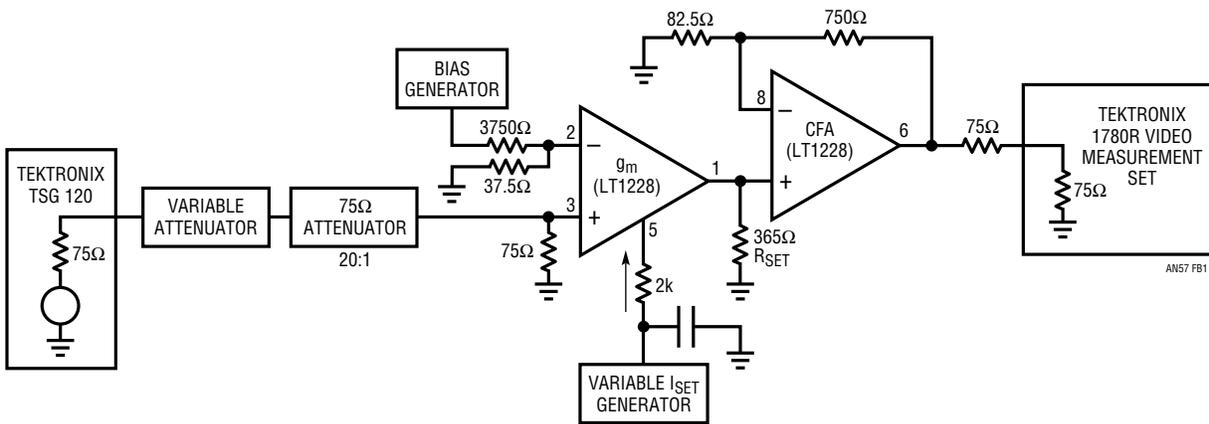 82.5Ω
750Ω
BIAS
GENERATOR
3750Ω
37.5Ω
2
−
3
+
gm
(LT1228)
1
5
8
−
+
CFA
(LT1228)
6
75Ω
TEKTRONIX
1780R VIDEO
MEASUREMENT
SET
75Ω
TEKTRONIX
TSG 120
75Ω
VARIABLE
ATTENUATOR
75Ω
ATTENUATOR
20:1
75Ω
365Ω
RSET
2k
VARIABLE ISET
GENERATOR
AN57 FB1